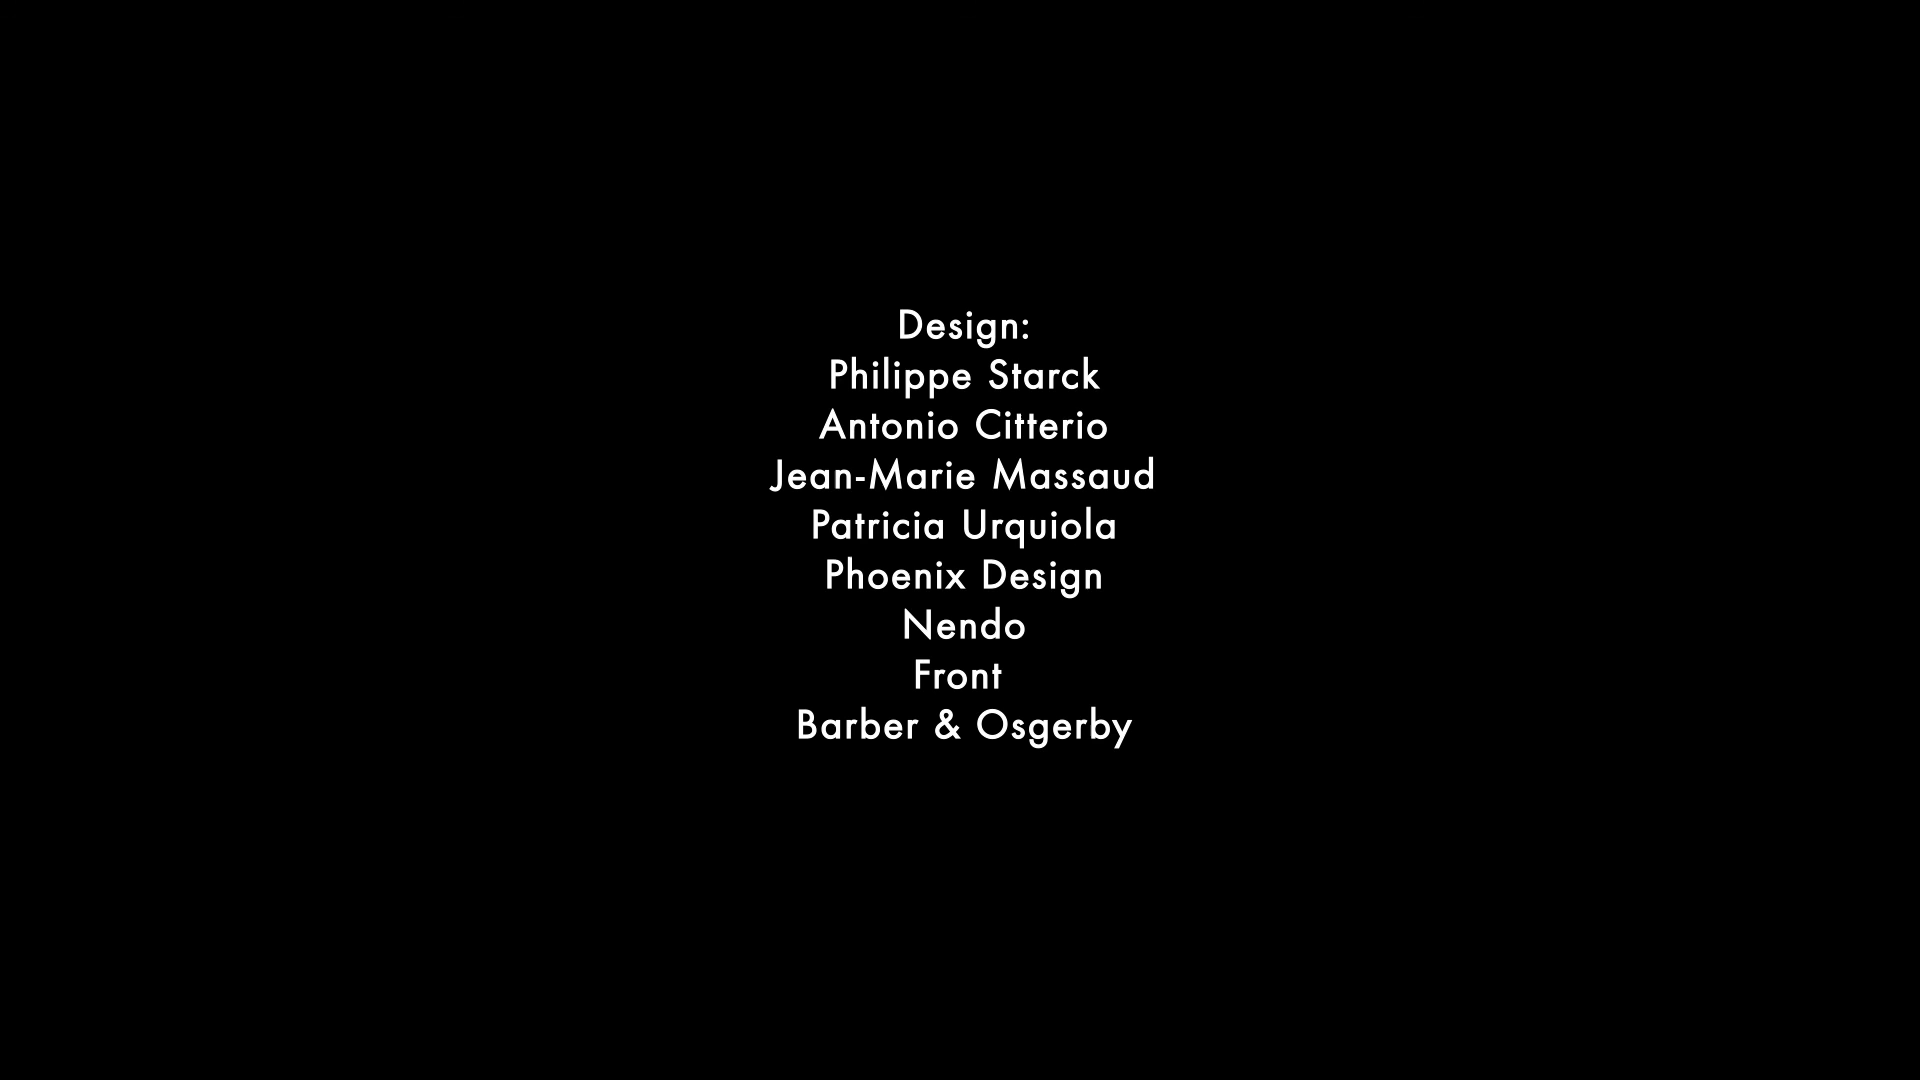 Design:
Philippe Starck
Antonio Citterio
Jean-Marie Massaud
Patricia Urquiola
Phoenix Design
Nendo
Front
Barber & Osgerby